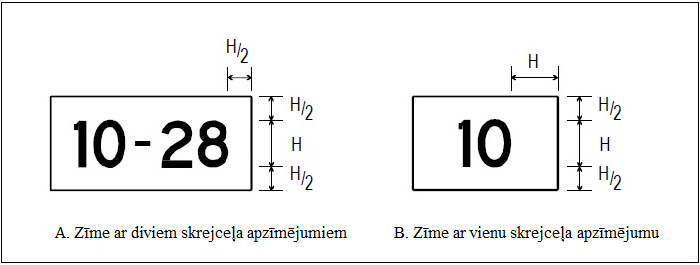 H/2
H
10-28
H/2
H
H/2
10
H/2
H
H/2
A. Zīme ar diviem skrejceļa apzīmējumiem
B. Zīme ar vienu skrejceļa apzīmējumu